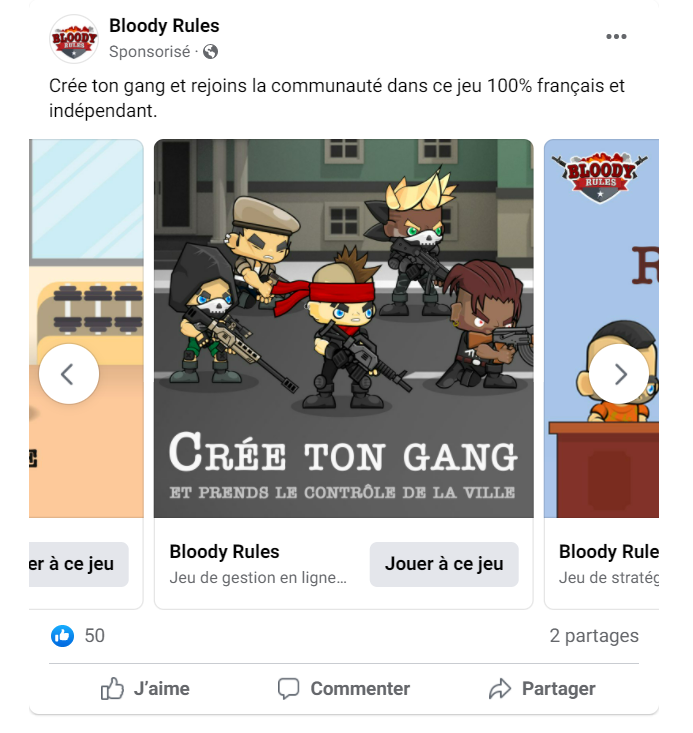 Bloody Rules
Sponsorisé ·
Crée ton gang et rejoins la communauté dans ce jeu 100% français et
indépendant.
BLOODY
RULES
BLOODY
RULES
R
E
CRÉE TON GANG
ET PRENDS LE CONTRÔLE DE LA VILLE
er à ce jeu
Bloody Rules
Jeu de gestion en ligne...
Jouer à ce jeu
Bloody Rule
Jeu de stratég
50
2 partages
J'aime
Commenter
Partager